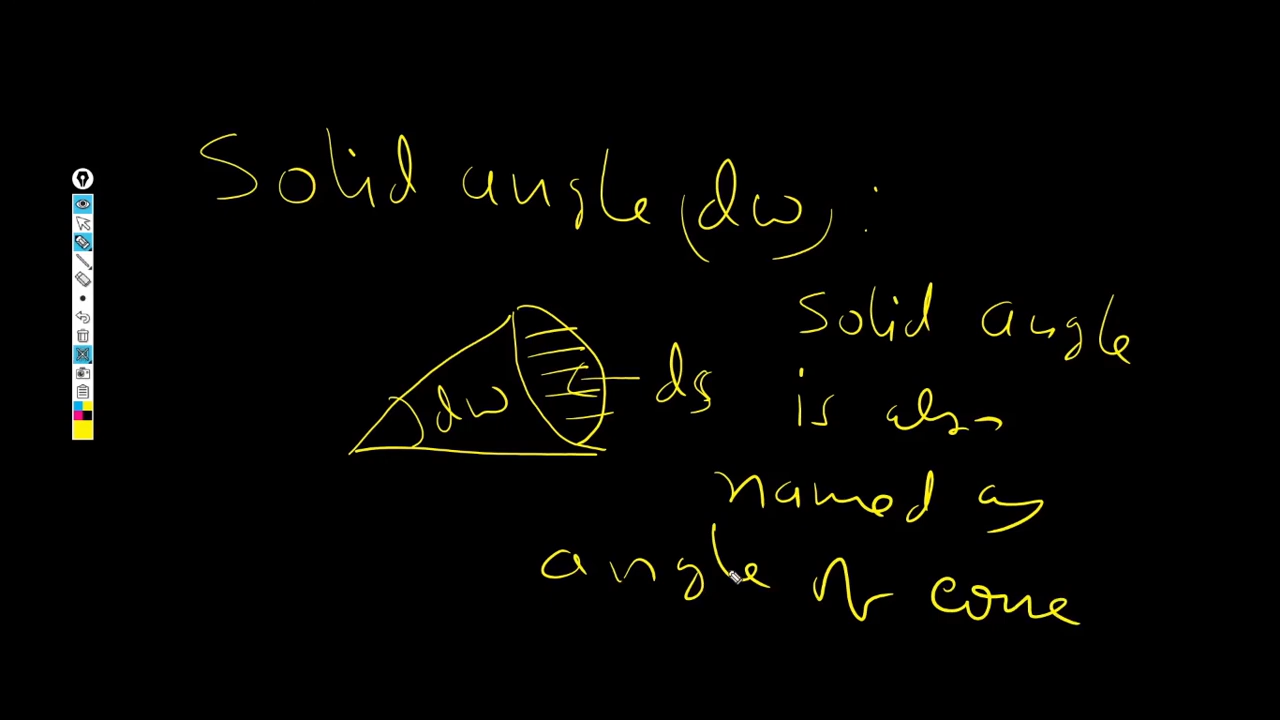 Solid angle (dw) :
dw
ds
Solid angle
is also
named as
angle of cone